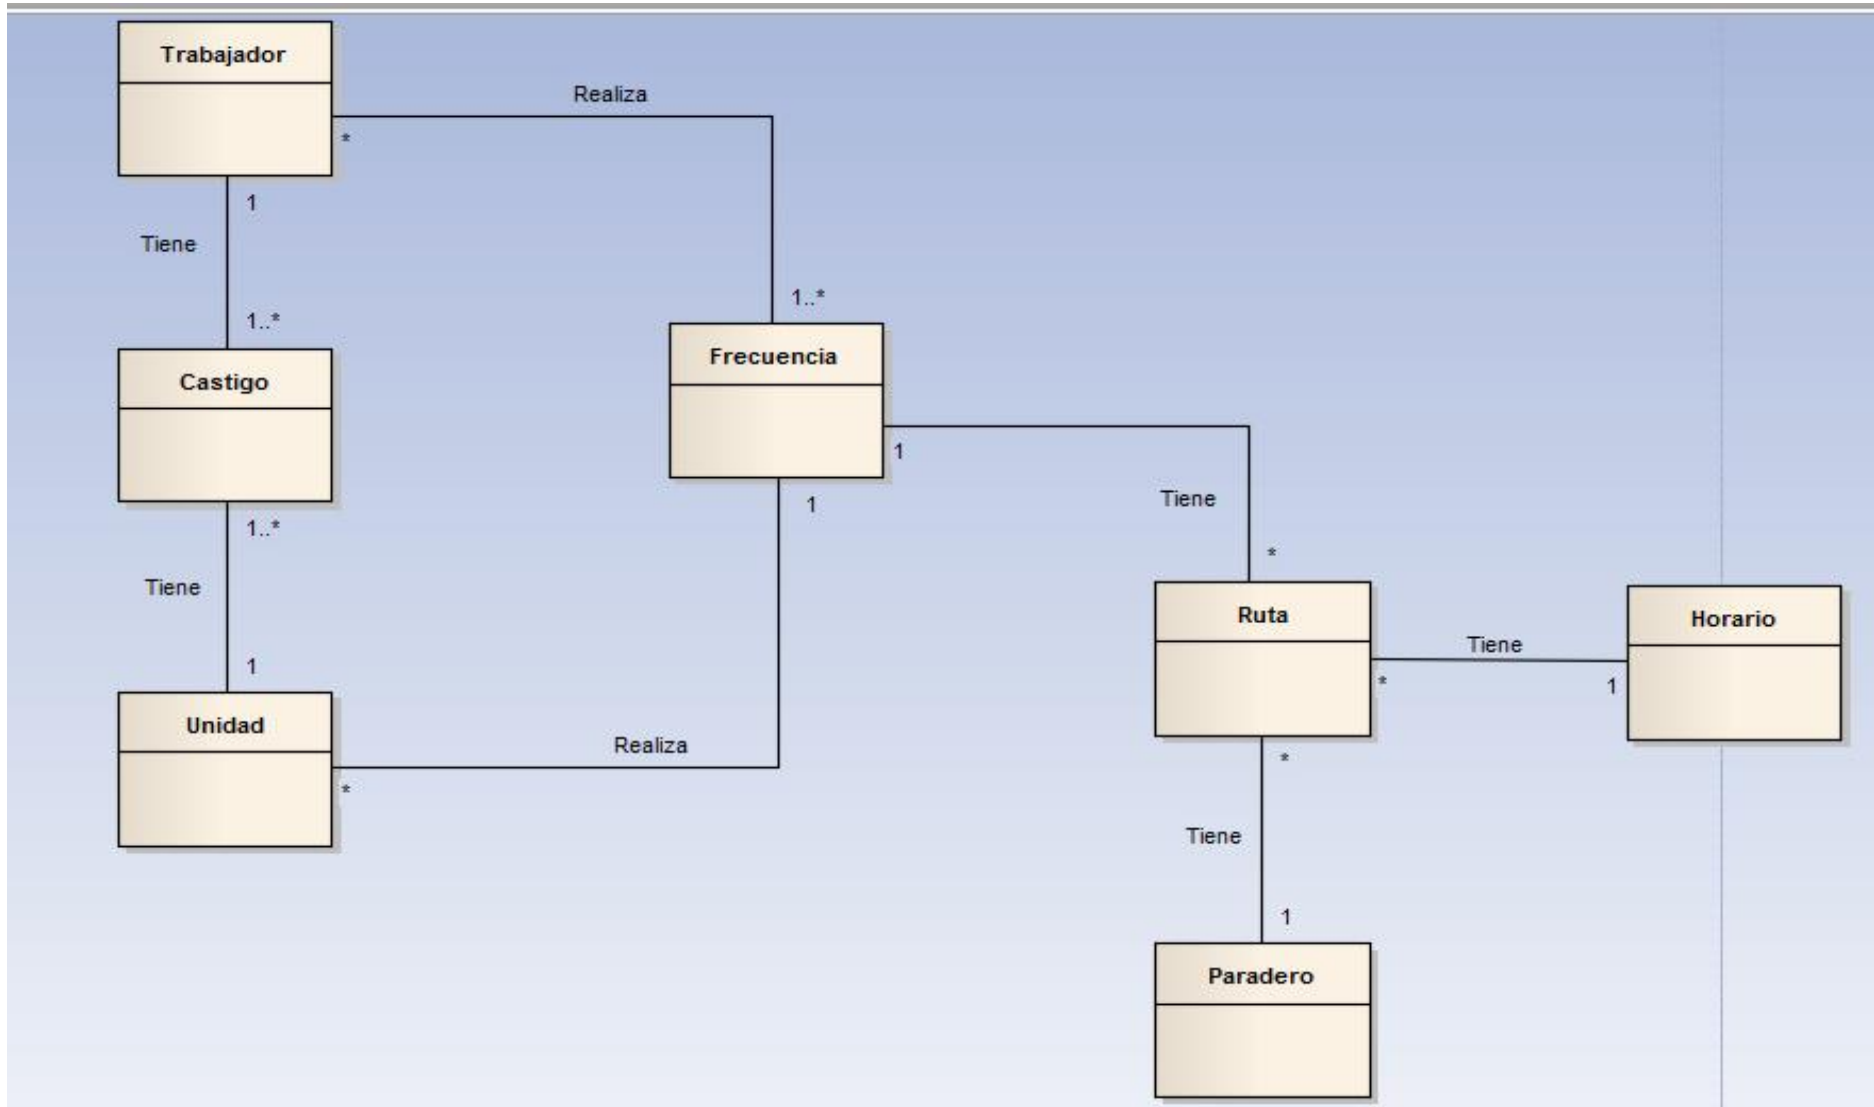 Trabajador
Realiza
*
1
Tiene
1..*
1..*
Castigo
Frecuencia
1
1..*
1
Tiene
*
Tiene
1
Unidad
Realiza
*
Ruta
Tiene
*
1
Horario
*
Tiene
1
Paradero